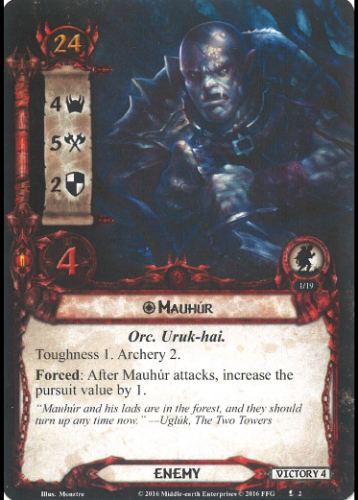 24
4
5
2
4
1/19
Mauhúr
Orc. Uruk-hai.
Toughness 1. Archery 2.
Forced: After Mauhúr attacks, increase the
pursuit value by 1.
“Mauhúr and his lads are in the forest, and they should
turn up any time now.” —Uglúk, The Two Towers
ENEMY
VICTORY 4
Illus. Monztre
© 2016 Middle-earth Enterprises © 2016 FFG
2